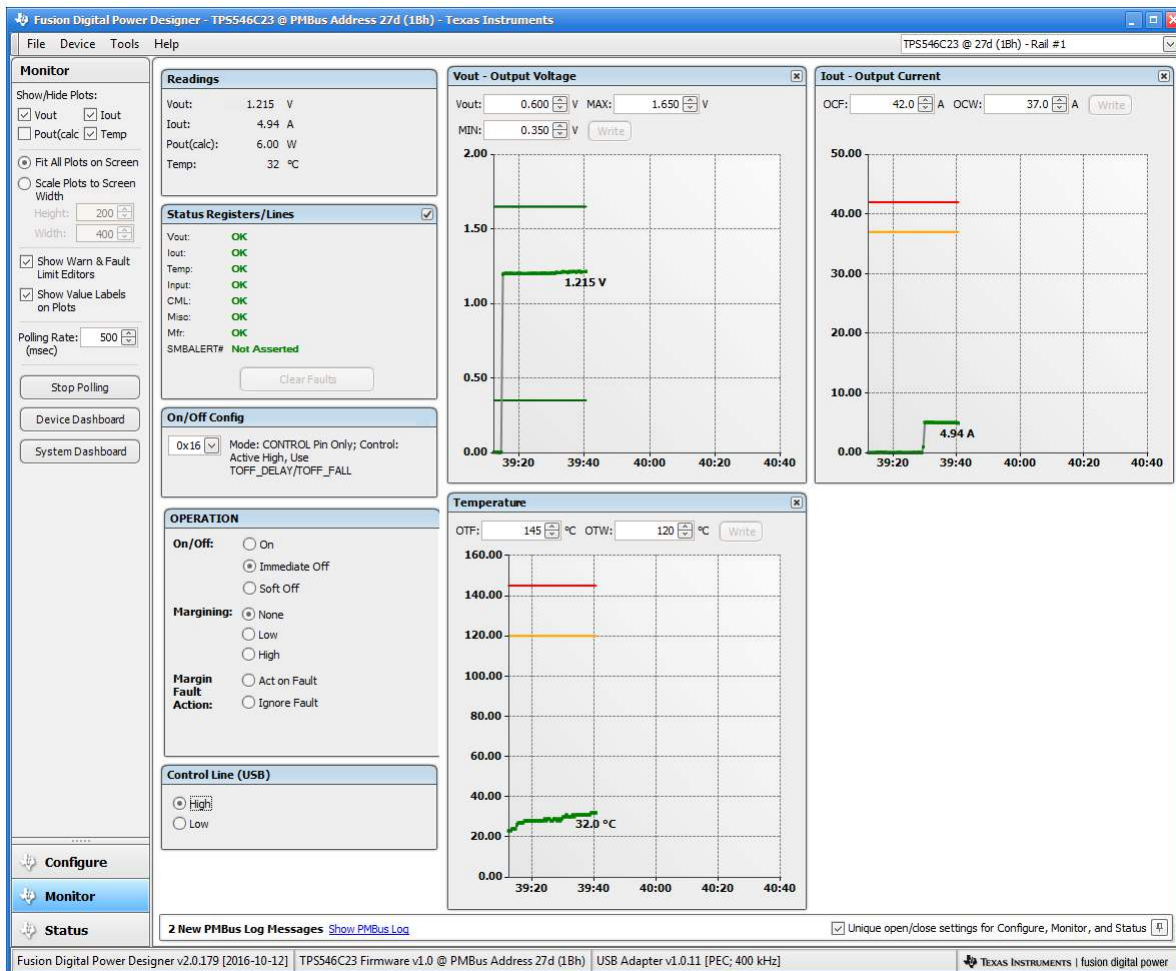 Fusion Digital Power Designer - TPS546C23 @ PMBus Address 27d (1Bh) - Texas Instruments
File Device Tools Help
TPS546C23 @ 27d (1Bh) - Rail #1
Monitor
Show/Hide Plots:
Vout Iout
Pout(calc Temp
Fit All Plots on Screen
Scale Plots to Screen
Width
Height: 200
Width: 400
Show Warn & Fault
Limit Editors
Show Value Labels
on Plots
Polling Rate: 500
(msec)
Stop Polling
Device Dashboard
System Dashboard
Configure
Monitor
Status
Readings
Vout: 1.215 V
Iout: 4.94 A
Pout(calc): 6.00 W
Temp: 32 °C
Status Registers/Lines
Vout: OK
Iout: OK
Temp: OK
Input: OK
CML: OK
Misc: OK
Mfr: OK
SMBALERT# Not Asserted
Clear Faults
On/Off Config
0x16 Mode: CONTROL Pin Only; Control:
Active High, Use
TOFF_DELAY/TOFF_FALL
OPERATION
On/Off: On
Immediate Off
Soft Off
Margining: None
Low
High
Margin Act on Fault
Fault
Action: Ignore Fault
Control Line (USB)
High
Low
Vout - Output Voltage
Vout: 0.600 V MAX: 1.650 V
MIN: 0.350 V Write
2.00
1.50
1.215 V
1.00
0.50
0.00
39:20 39:40 40:00 40:20 40:40
Iout - Output Current
OCF: 42.0 A OCW: 37.0 A Write
50.00
40.00
30.00
20.00
10.00
4.94 A
0.00
39:20 39:40 40:00 40:20 40:40
Temperature
OTF: 145 °C OTW: 120 °C Write
160.00
140.00
120.00
100.00
80.00
60.00
40.00
32.0 °C
20.00
0.00
39:20 39:40 40:00 40:20 40:40
2 New PMBus Log Messages Show PMBus Log
Unique open/close settings for Configure, Monitor, and Status
Fusion Digital Power Designer v2.0.179 [2016-10-12] TPS546C23 Firmware v1.0 @ PMBus Address 27d (1Bh) USB Adapter v1.0.11 [PEC; 400 kHz] TEXAS INSTRUMENTS | fusion digital power